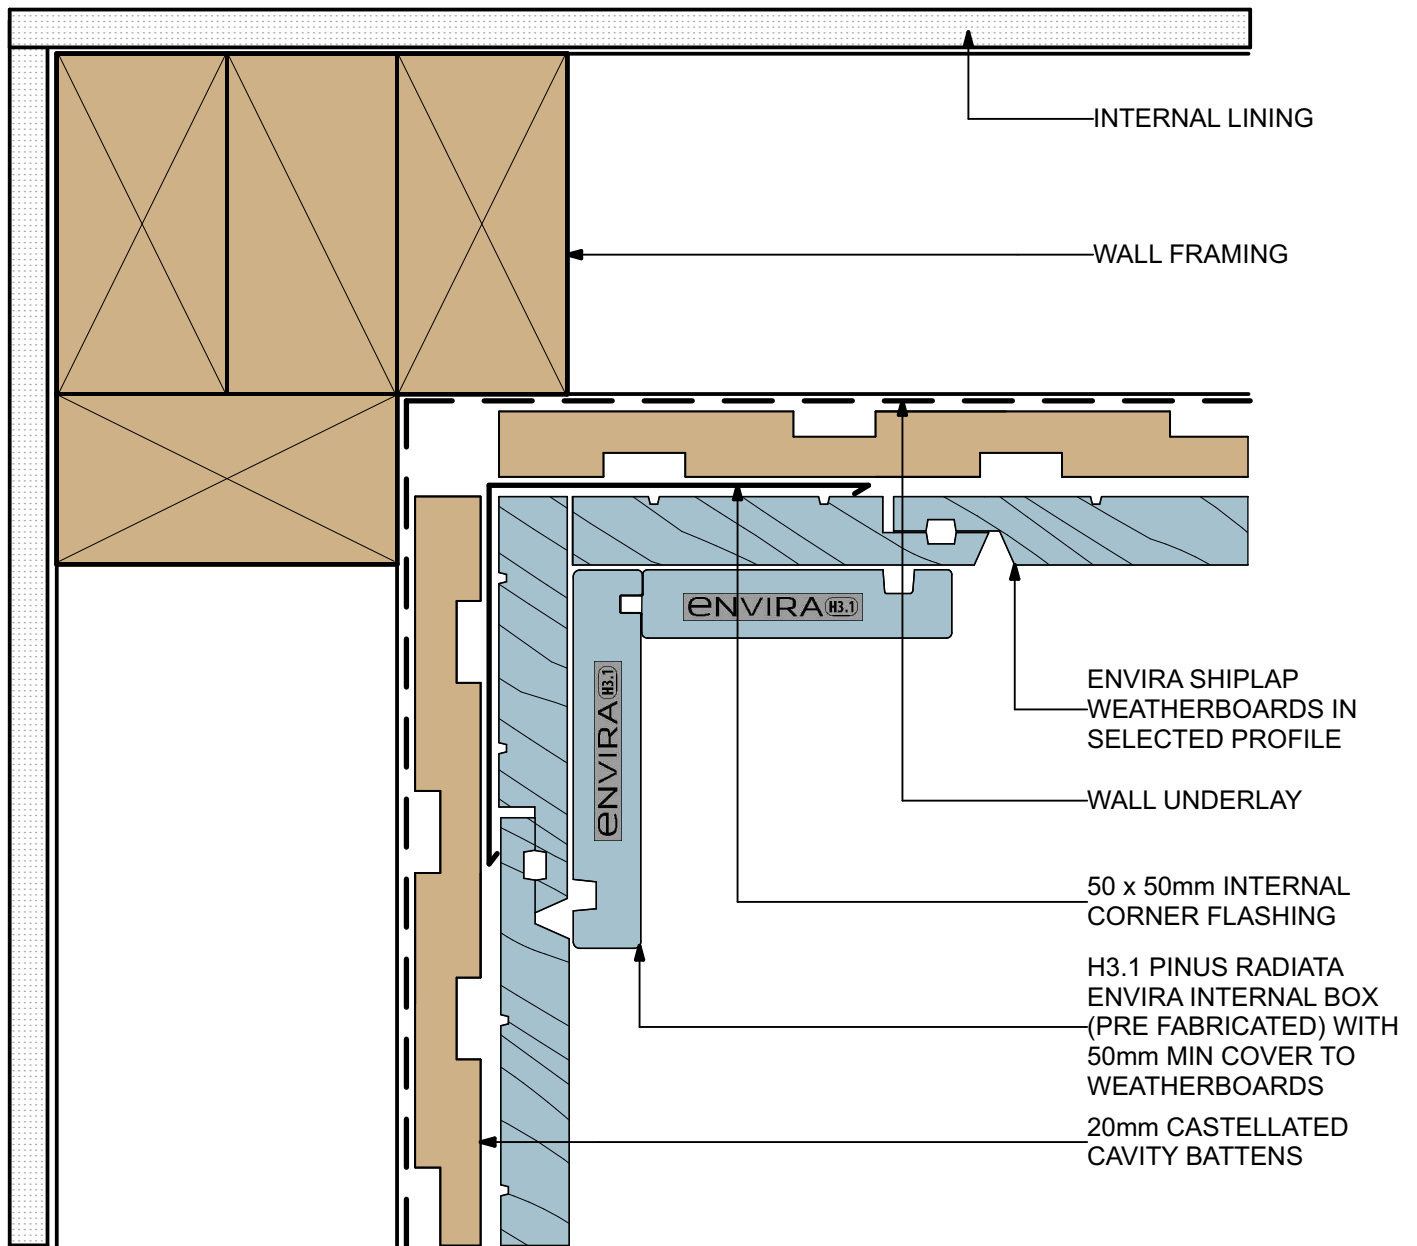 INTERNAL LINING
WALL FRAMING
eNVIRA H3.1
eNVIRA H3.1
ENVIRA SHIPLAP
WEATHERBOARDS IN
SELECTED PROFILE
WALL UNDERLAY
50 x 50mm INTERNAL
CORNER FLASHING
H3.1 PINUS RADIATA
ENVIRA INTERNAL BOX
(PRE FABRICATED) WITH
50mm MIN COVER TO
WEATHERBOARDS
20mm CASTELLATED
CAVITY BATTENS